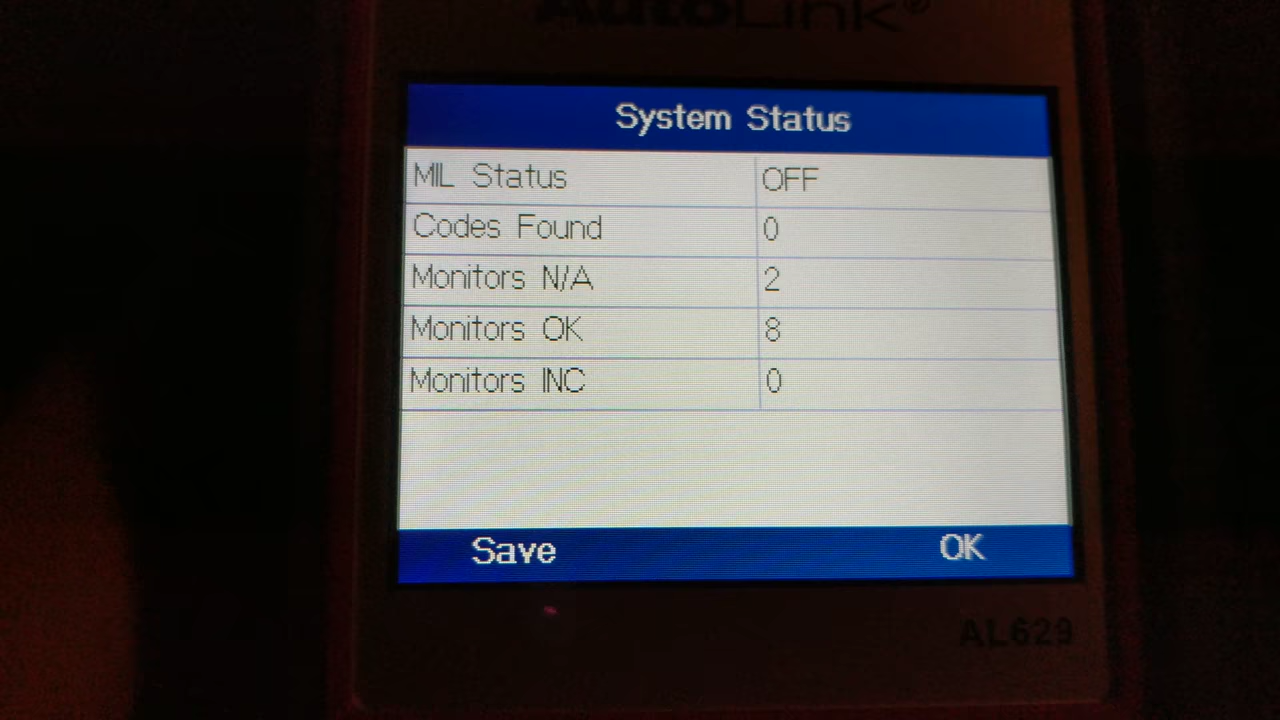 AutoLink®
System Status
MIL Status OFF
Codes Found 0
Monitors N/A 2
Monitors OK 8
Monitors INC 0
Save OK
AL629